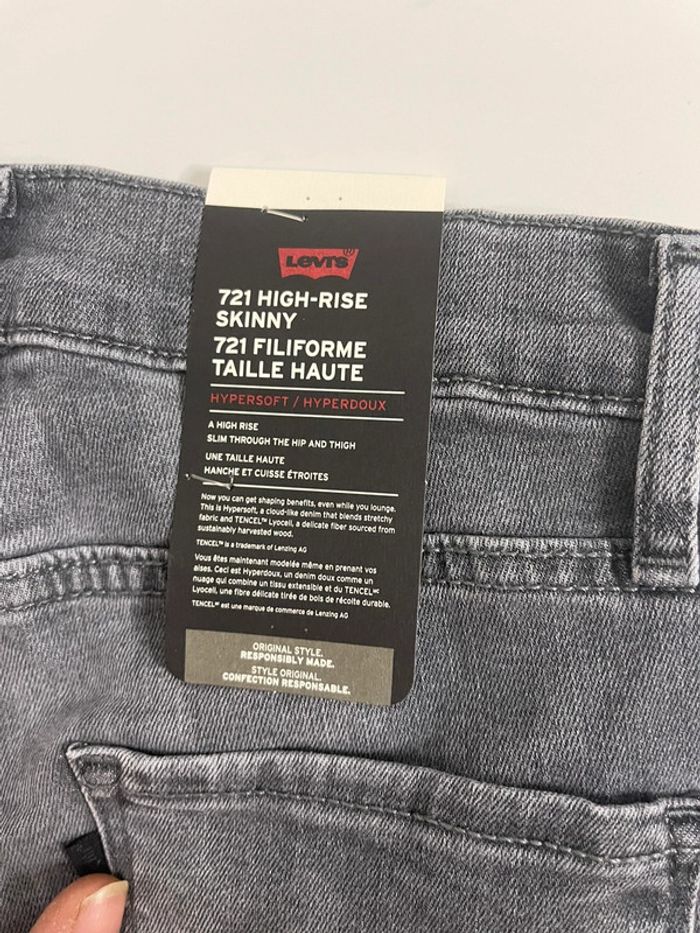 LEVI'S®
721 HIGH-RISE
SKINNY
721 FILIFORME
TAILLE HAUTE
HYPERSOFT / HYPERDOUX
A HIGH RISE
SLIM THROUGH THE HIP AND THIGH
UNE TAILLE HAUTE
HANCHE ET CUISSE ÉTROITES
Now you can get shaping benefits, even while you lounge.
This is Hypersoft, a cloud-like denim that blends stretchy
fabric and TENCEL™ Lyocell, a delicate fiber sourced from
sustainably harvested wood.
TENCEL™ is a trademark of Lenzing AG
Vous êtes maintenant modelée même en prenant vos
aises. Ceci est Hyperdoux, un denim doux comme un
nuage qui combine un tissu extensible et du TENCELᴹᶜ
Lyocell, une fibre délicate tirée de bois de récolte durable.
TENCELᴹᶜ est une marque de commerce de Lenzing AG
ORIGINAL STYLE.
RESPONSIBLY MADE.
STYLE ORIGINAL.
CONFECTION RESPONSABLE.